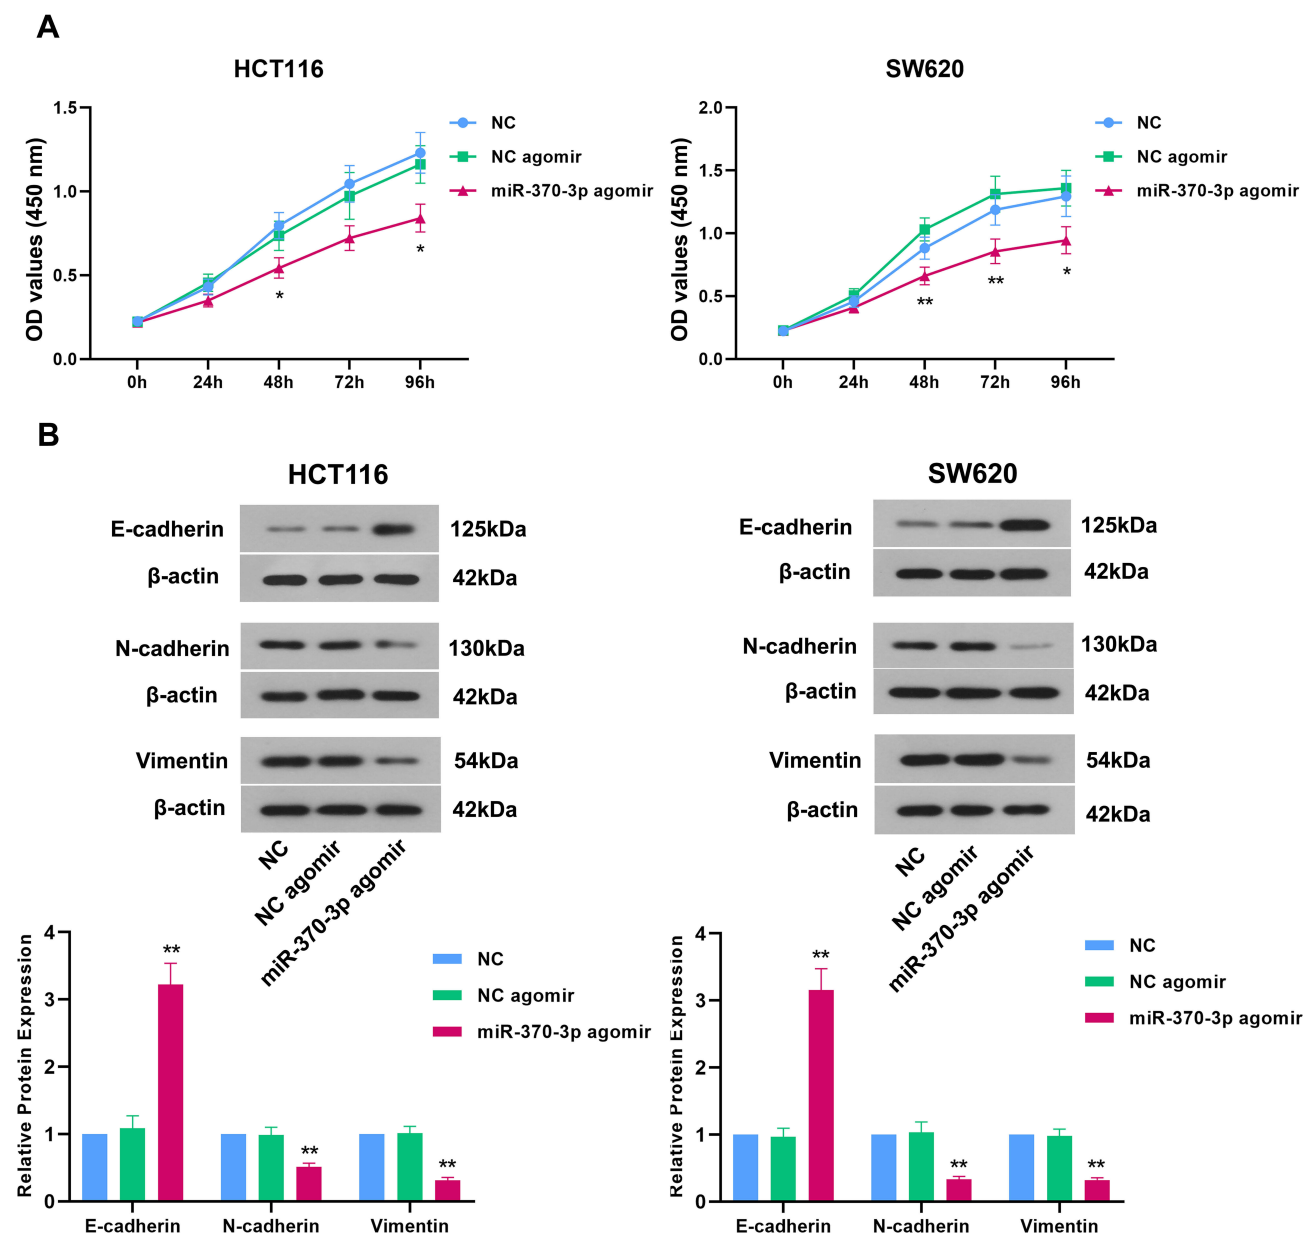 A
HCT116
SW620
OD values (450 nm)
1.5
1.0
0.5
0.0
0h 24h 48h 72h 96h
*
*
NC
NC agomir
miR-370-3p agomir
OD values (450 nm)
2.0
1.5
1.0
0.5
0.0
0h 24h 48h 72h 96h
**
**
*
NC
NC agomir
miR-370-3p agomir
B
HCT116
E-cadherin 125kDa
β-actin 42kDa
N-cadherin 130kDa
β-actin 42kDa
Vimentin 54kDa
β-actin 42kDa
NC
NC agomir
miR-370-3p agomir
SW620
E-cadherin 125kDa
β-actin 42kDa
N-cadherin 130kDa
β-actin 42kDa
Vimentin 54kDa
β-actin 42kDa
NC
NC agomir
miR-370-3p agomir
Relative Protein Expression
4
3
2
1
0
**
**
**
E-cadherin N-cadherin Vimentin
NC
NC agomir
miR-370-3p agomir
Relative Protein Expression
4
3
2
1
0
**
**
**
E-cadherin N-cadherin Vimentin
NC
NC agomir
miR-370-3p agomir